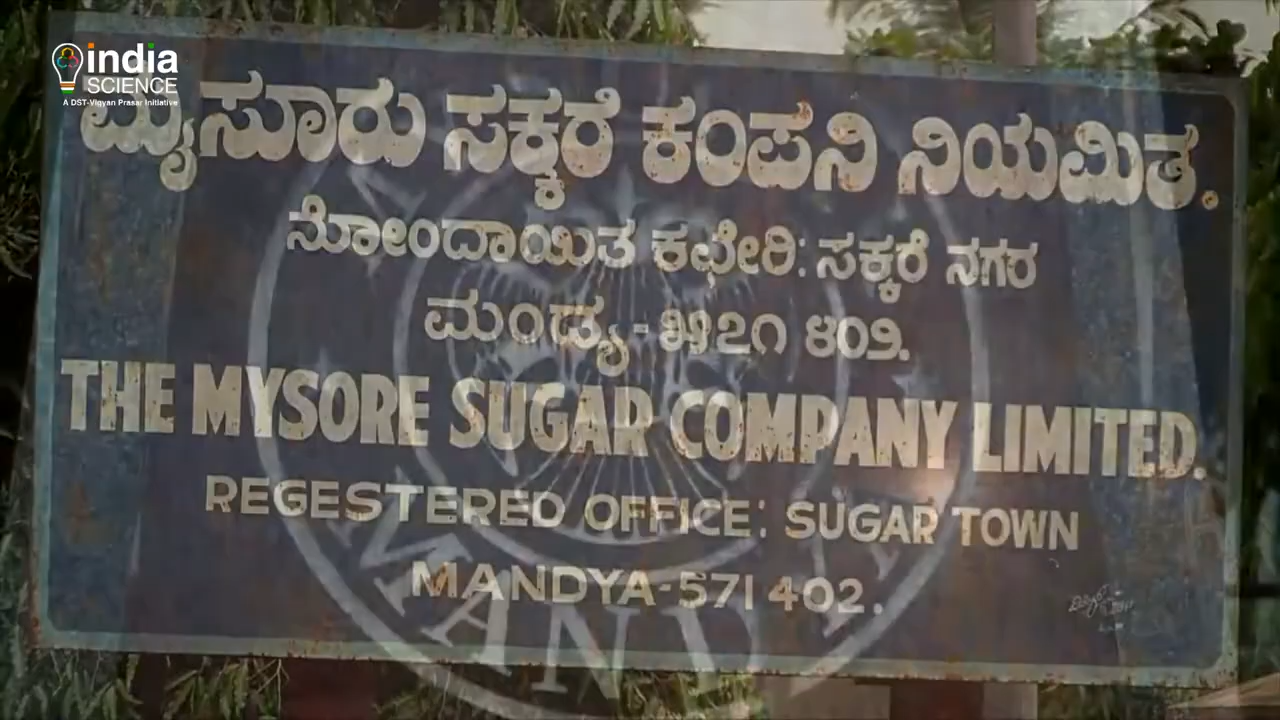 india
SCIENCE
A DST-Vigyan Prasar Initiative
ಮೈಸೂರು ಸಕ್ಕರೆ ಕಂಪನಿ ನಿಯಮಿತ.
ನೋಂದಾಯಿತ ಕಛೇರಿ: ಸಕ್ಕರೆ ನಗರ
ಮಂಡ್ಯ-೫೭೧ ೪೦೨.
THE MYSORE SUGAR COMPANY LIMITED.
REGESTERED OFFICE: SUGAR TOWN
MANDYA-571 402.
MANDY